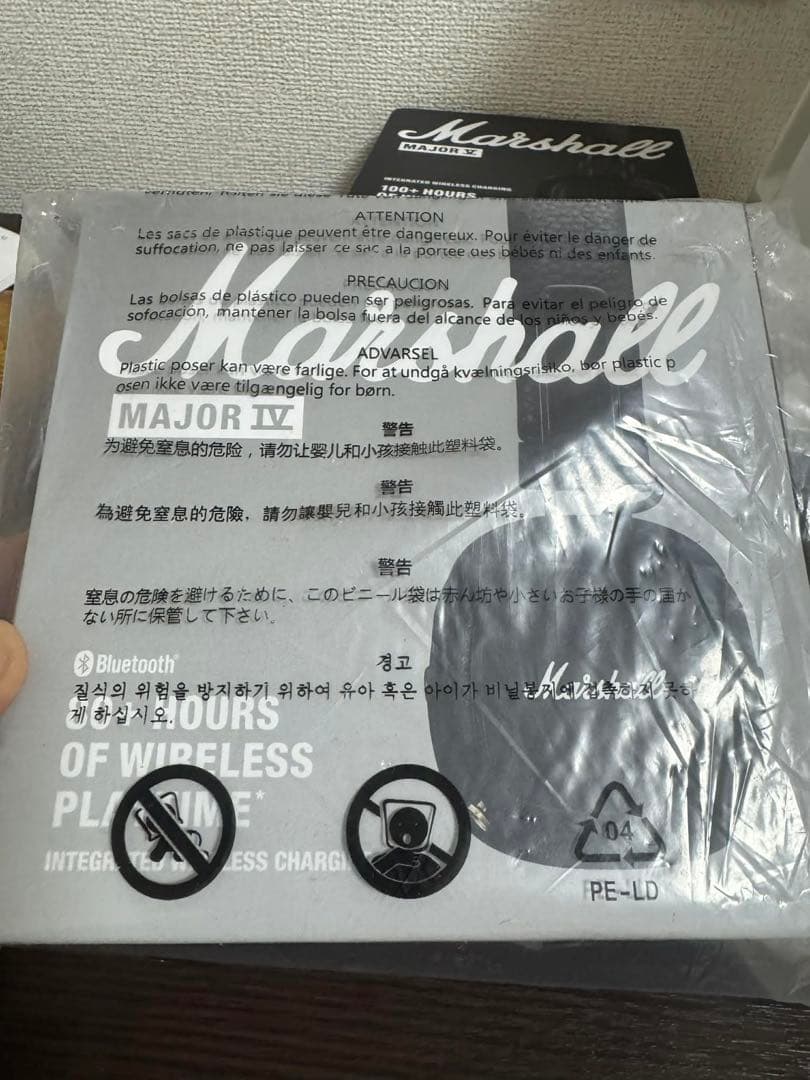 Marshall
MAJOR V
INTEGRATED WIRELESS CHARGING
100+ HOURS
ATTENTION
Les sacs de plastique peuvent être dangereux. Pour éviter le danger de
suffocation, ne pas laisser ce sac à la portée des bébés ni des enfants.
PRECAUCION
Las bolsas de plástico pueden ser peligrosas. Para evitar el peligro de
sofocación, mantener la bolsa fuera del alcance de los niños y bebés.
Marshall
ADVARSEL
Plastic poser kan være farlige. For at undgå kvælningsrisiko, bør plastic p
osen ikke være tilgængelig for børn.
MAJOR IV
警告
为避免窒息的危险，请勿让婴儿和小孩接触此塑料袋。
警告
為避免窒息的危險，請勿讓嬰兒和小孩接觸此塑料袋。
警告
窒息の危険を避けるために、このビニール袋は赤ん坊や小さいお子様の手の届か
ない所に保管して下さい。
Bluetooth®
경고
Marshall
질식의 위험을 방지하기 위하여 유아 혹은 아이가 비닐봉지에 접촉하지 못하
게 하십시오.
80+ HOURS
OF WIRELESS
PLAYTIME*
INTEGRATED WIRELESS CHARGI
04
PE-LD